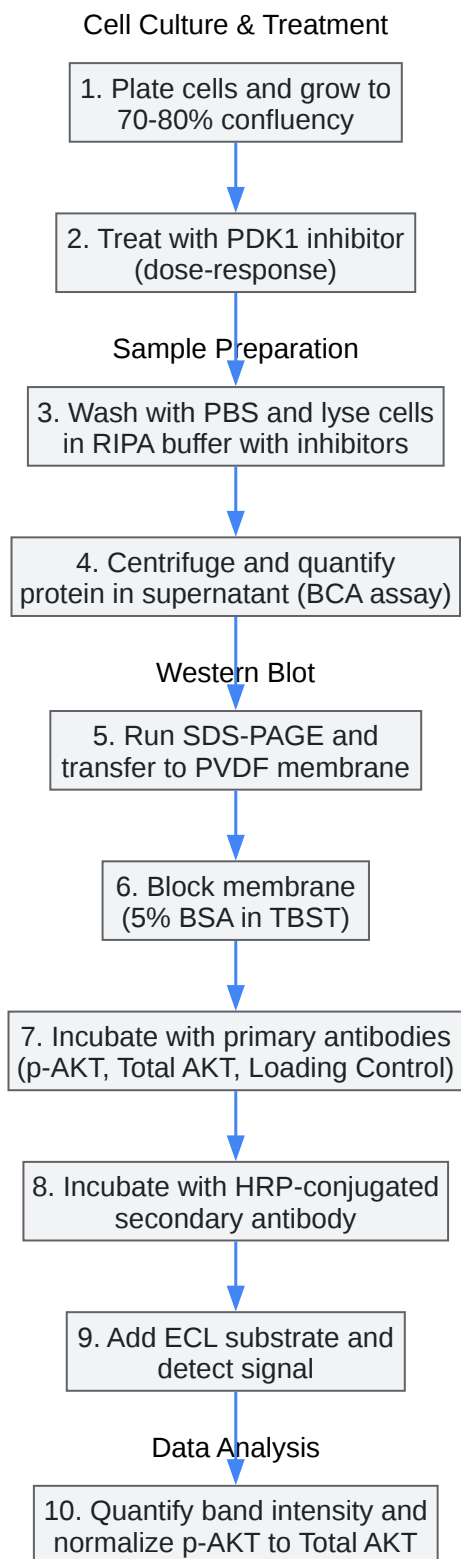 Cell Culture & Treatment
1. Plate cells and grow to
70-80% confluency
2. Treat with PDK1 inhibitor
(dose-response)
Sample Preparation
3. Wash with PBS and lyse cells
in RIPA buffer with inhibitors
4. Centrifuge and quantify
protein in supernatant (BCA assay)
Western Blot
5. Run SDS-PAGE and
transfer to PVDF membrane
6. Block membrane
(5% BSA in TBST)
7. Incubate with primary antibodies
(p-AKT, Total AKT, Loading Control)
8. Incubate with HRP-conjugated
secondary antibody
9. Add ECL substrate and
detect signal
Data Analysis
10. Quantify band intensity and
normalize p-AKT to Total AKT